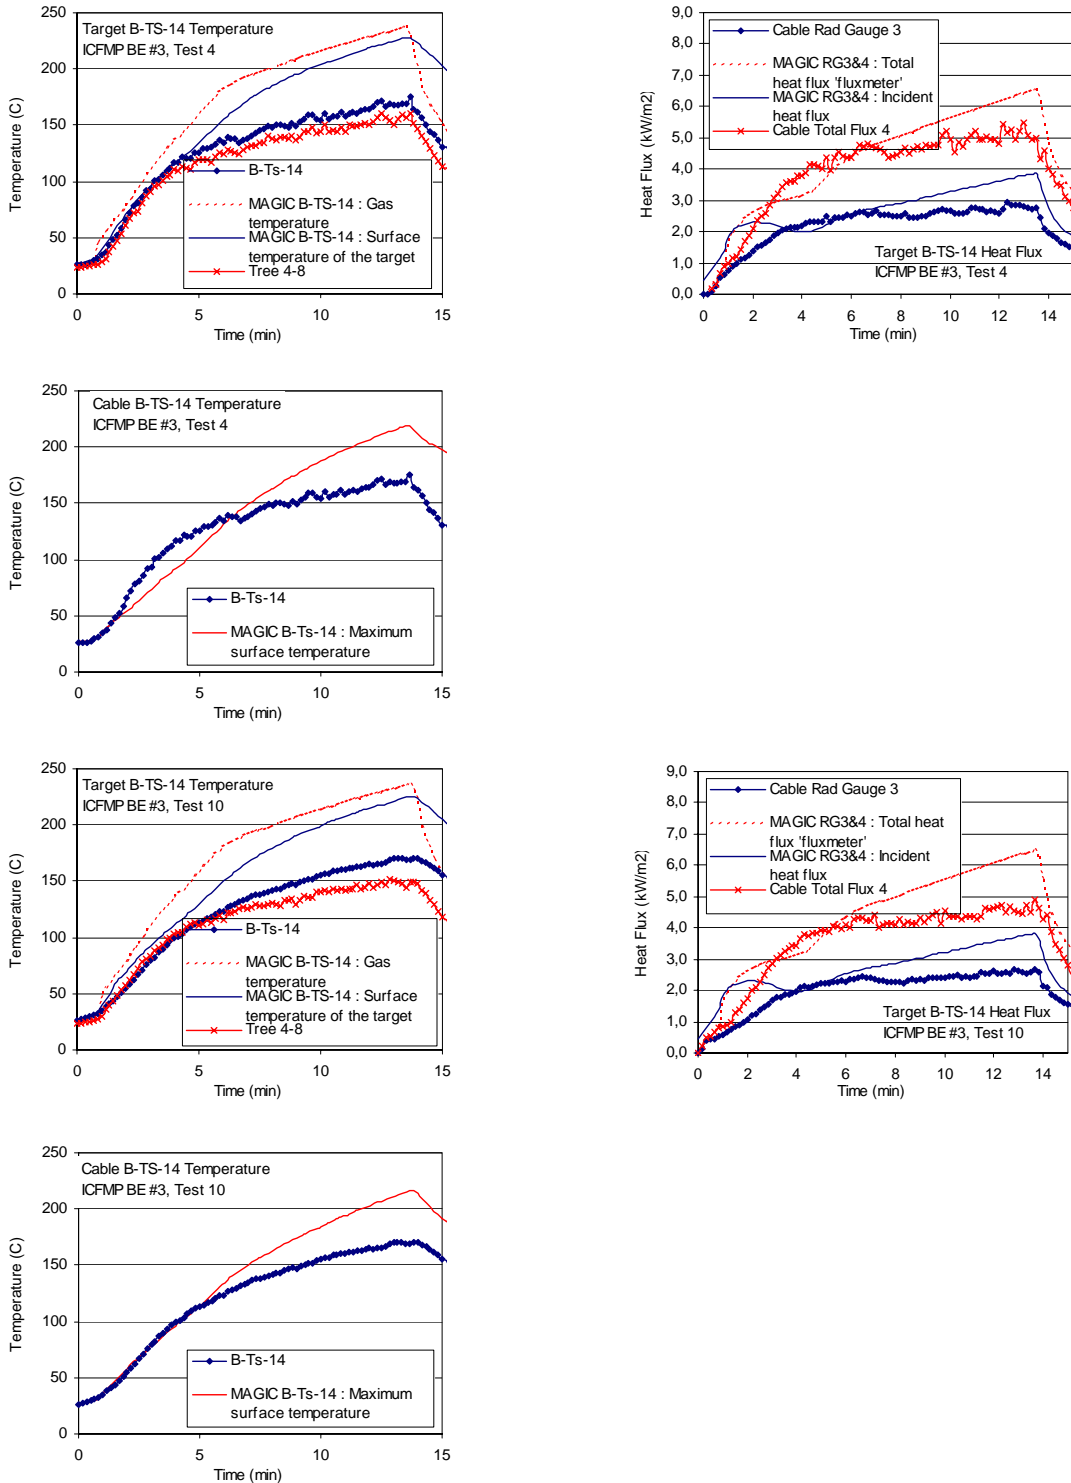 Target B-TS-14 Temperature
ICFMP BE #3, Test 4
Temperature (C)
250
200
150
100
50
0
B-Ts-14
MAGIC B-TS-14 : Gas
temperature
MAGIC B-TS-14 : Surface
temperature of the target
Tree 4-8
0 5 10 15
Time (min)
Heat Flux (kW/m2)
9,0
8,0
7,0
6,0
5,0
4,0
3,0
2,0
1,0
0,0
Cable Rad Gauge 3
MAGIC RG3&4 : Total
heat flux 'fluxmeter'
MAGIC RG3&4 : Incident
heat flux
Cable Total Flux 4
Target B-TS-14 Heat Flux
ICFMP BE #3, Test 4
0 2 4 6 8 10 12 14
Time (min)
Cable B-TS-14 Temperature
ICFMP BE #3, Test 4
Temperature (C)
250
200
150
100
50
0
B-Ts-14
MAGIC B-Ts-14 : Maximum
surface temperature
0 5 10 15
Time (min)
Target B-TS-14 Temperature
ICFMP BE #3, Test 10
Temperature (C)
250
200
150
100
50
0
B-Ts-14
MAGIC B-TS-14 : Gas
temperature
MAGIC B-TS-14 : Surface
temperature of the target
Tree 4-8
0 5 10 15
Time (min)
Heat Flux (kW/m2)
9,0
8,0
7,0
6,0
5,0
4,0
3,0
2,0
1,0
0,0
Cable Rad Gauge 3
MAGIC RG3&4 : Total heat
flux 'fluxmeter'
MAGIC RG3&4 : Incident
heat flux
Cable Total Flux 4
Target B-TS-14 Heat Flux
ICFMP BE #3, Test 10
0 2 4 6 8 10 12 14
Time (min)
Cable B-TS-14 Temperature
ICFMP BE #3, Test 10
Temperature (C)
250
200
150
100
50
0
B-Ts-14
MAGIC B-Ts-14 : Maximum
surface temperature
0 5 10 15
Time (min)